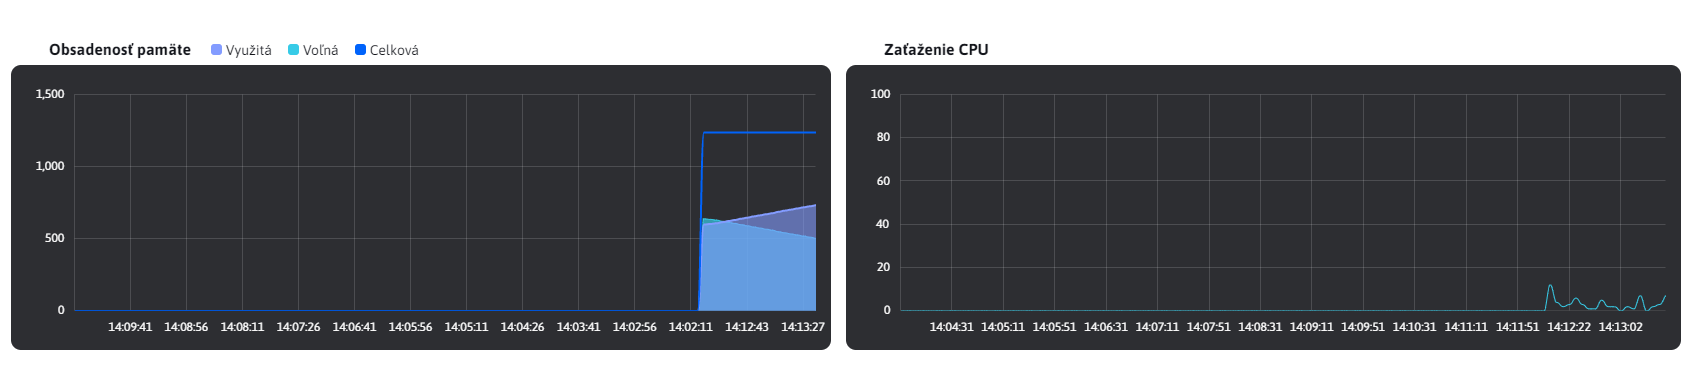 Obsadenosť pamäte Využitá Voľná Celková
1,500
1,000
500
0
14:09:41 14:08:56 14:08:11 14:07:26 14:06:41 14:05:56 14:05:11 14:04:26 14:03:41 14:02:56 14:02:11 14:12:43 14:13:27
Zaťaženie CPU
100
80
60
40
20
0
14:04:31 14:05:11 14:05:51 14:06:31 14:07:11 14:07:51 14:08:31 14:09:11 14:09:51 14:10:31 14:11:11 14:11:51 14:12:22 14:13:02